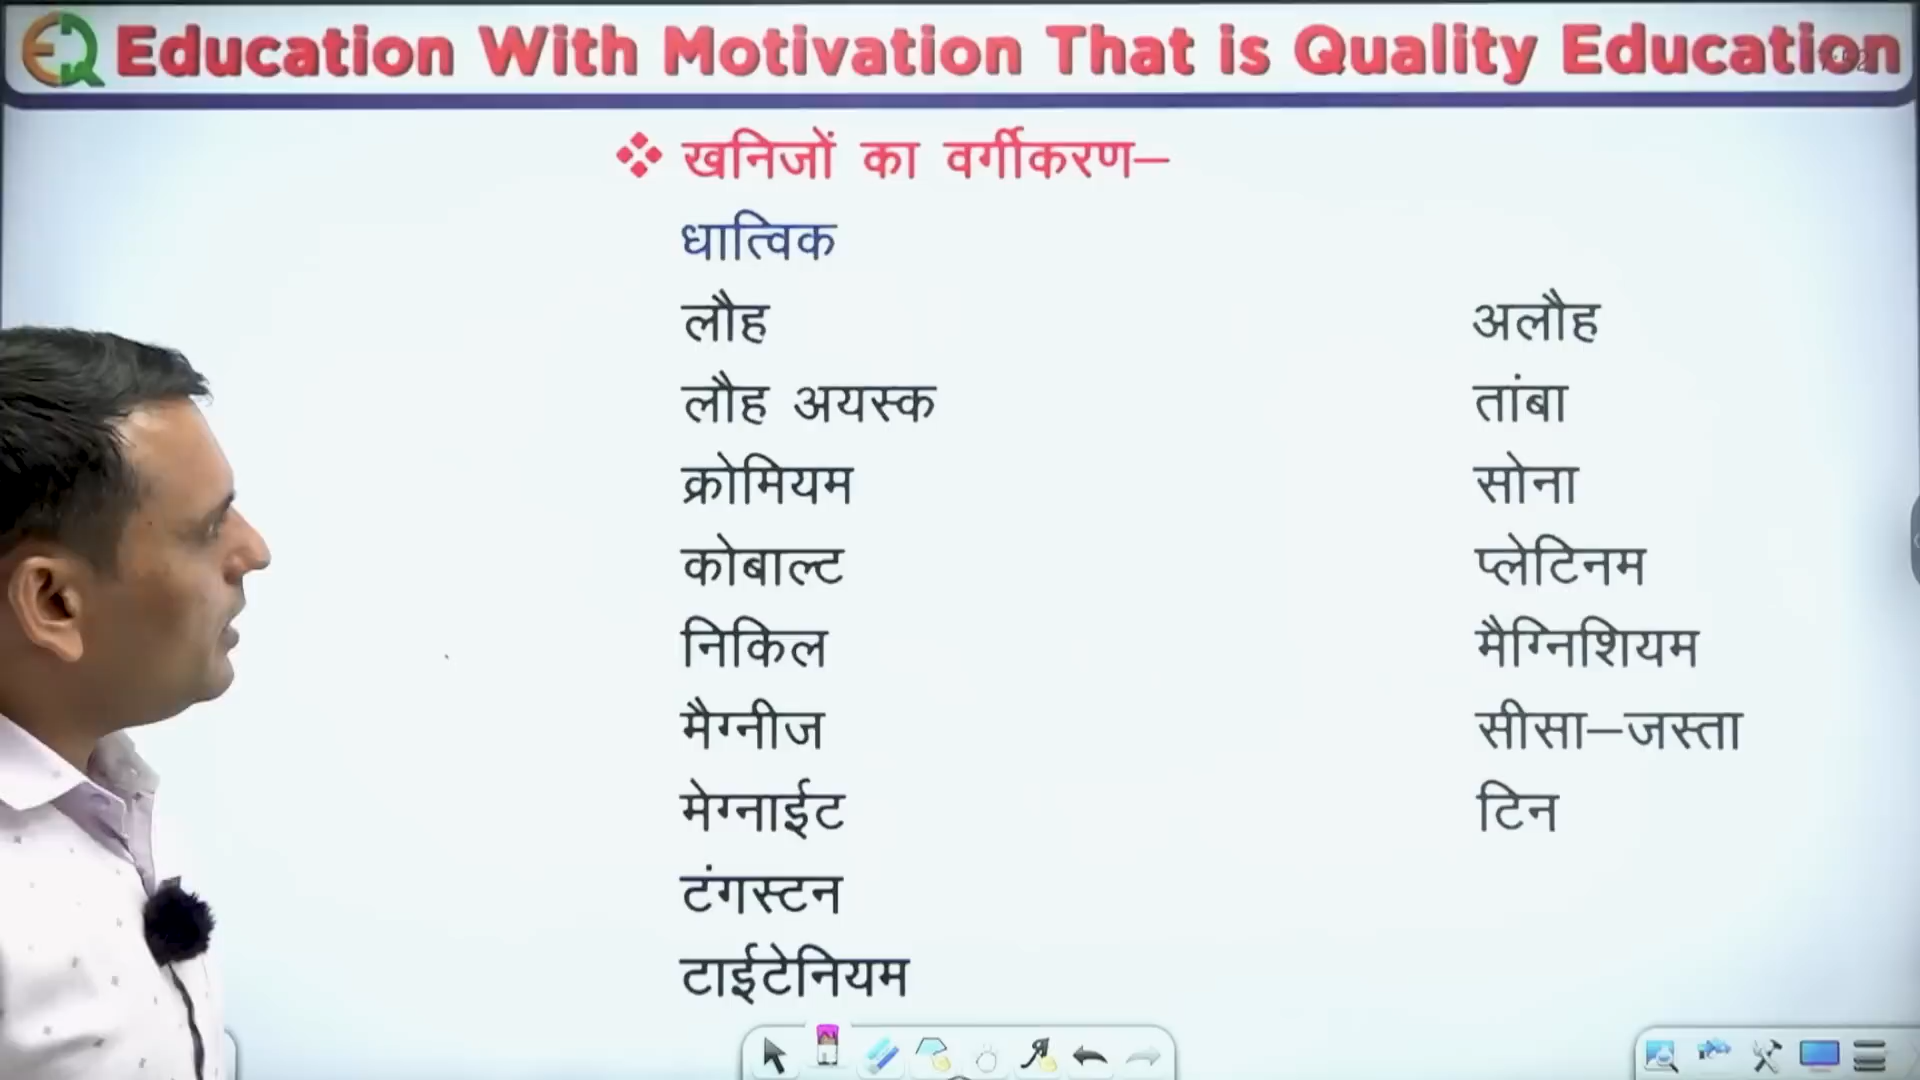 Education With Motivation That is Quality Education
❖ खनिजों का वर्गीकरण–
धात्विक
लौह अलौह
लौह अयस्क तांबा
क्रोमियम सोना
कोबाल्ट प्लेटिनम
निकिल मैग्निशियम
मैग्नीज सीसा–जस्ता
मेग्नाईट टिन
टंगस्टन
टाईटेनियम